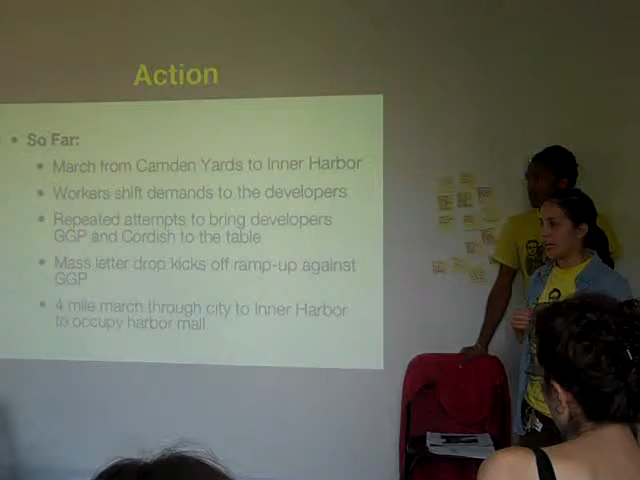 Action
• So Far:
• March from Camden Yards to Inner Harbor
• Workers shift demands to the developers
• Repeated attempts to bring developers
GGP and Cordish to the table
• Mass letter drop kicks off ramp-up against
GGP
• 4 mile march through city to Inner Harbor
to occupy harbor mall